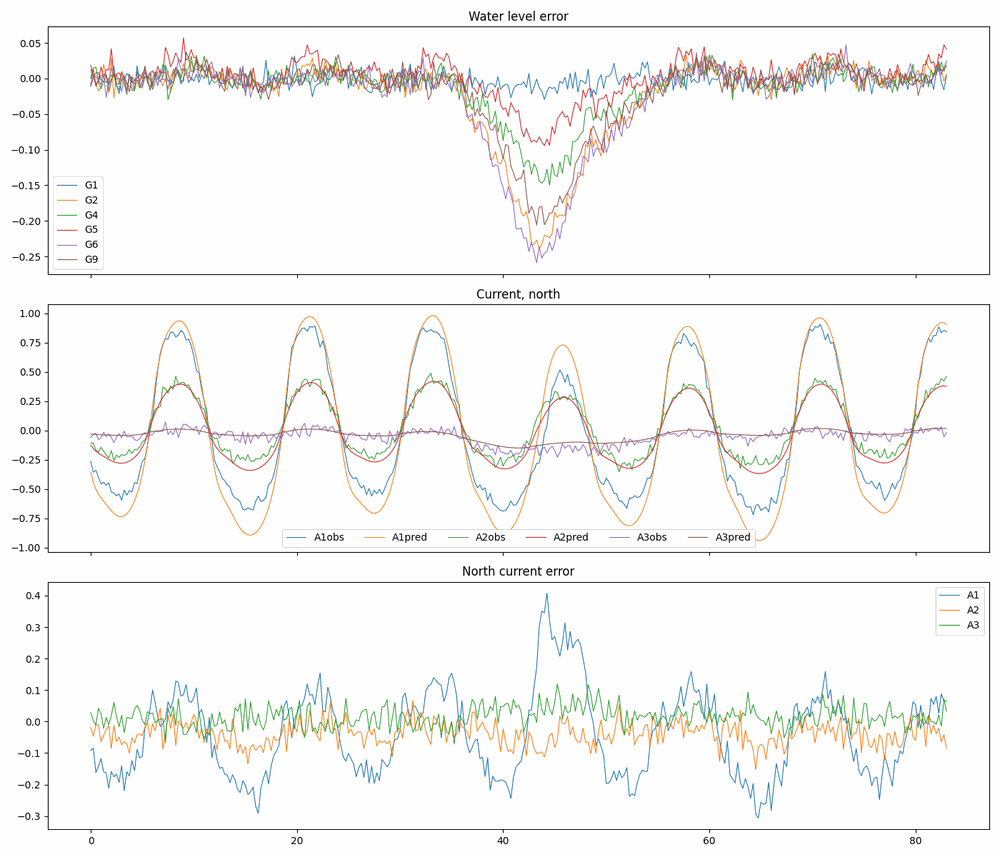 Water level error
0.05
0.00
−0.05
−0.10
−0.15
−0.20
−0.25
G1
G2
G4
G5
G6
G9
Current, north
1.00
0.75
0.50
0.25
0.00
−0.25
−0.50
−0.75
−1.00
A1obs A1pred A2obs A2pred A3obs A3pred
North current error
0.4
0.3
0.2
0.1
0.0
−0.1
−0.2
−0.3
A1
A2
A3
0 20 40 60 80